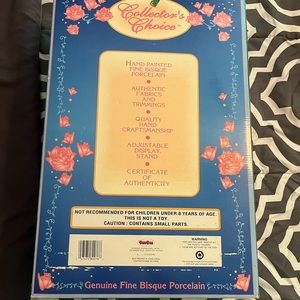 Collector's
Choice™
HAND PAINTED
FINE BISQUE
PORCELAIN
AUTHENTIC
FABRICS
AND
TRIMMINGS
QUALITY
HAND
CRAFTSMANSHIP
ADJUSTABLE
DISPLAY
STAND
CERTIFICATE
OF
AUTHENTICITY
NOT RECOMMENDED FOR CHILDREN UNDER 8 YEARS OF AGE.
THIS IS NOT A TOY.
CAUTION : CONTAINS SMALL PARTS.
WARNING
Genuine Fine Bisque Porcelain